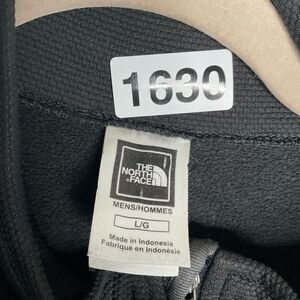 1630
THE
NORTH
FACE
MENS/HOMMES
L/G
Made in Indonesia
Fabriqué en Indonésie